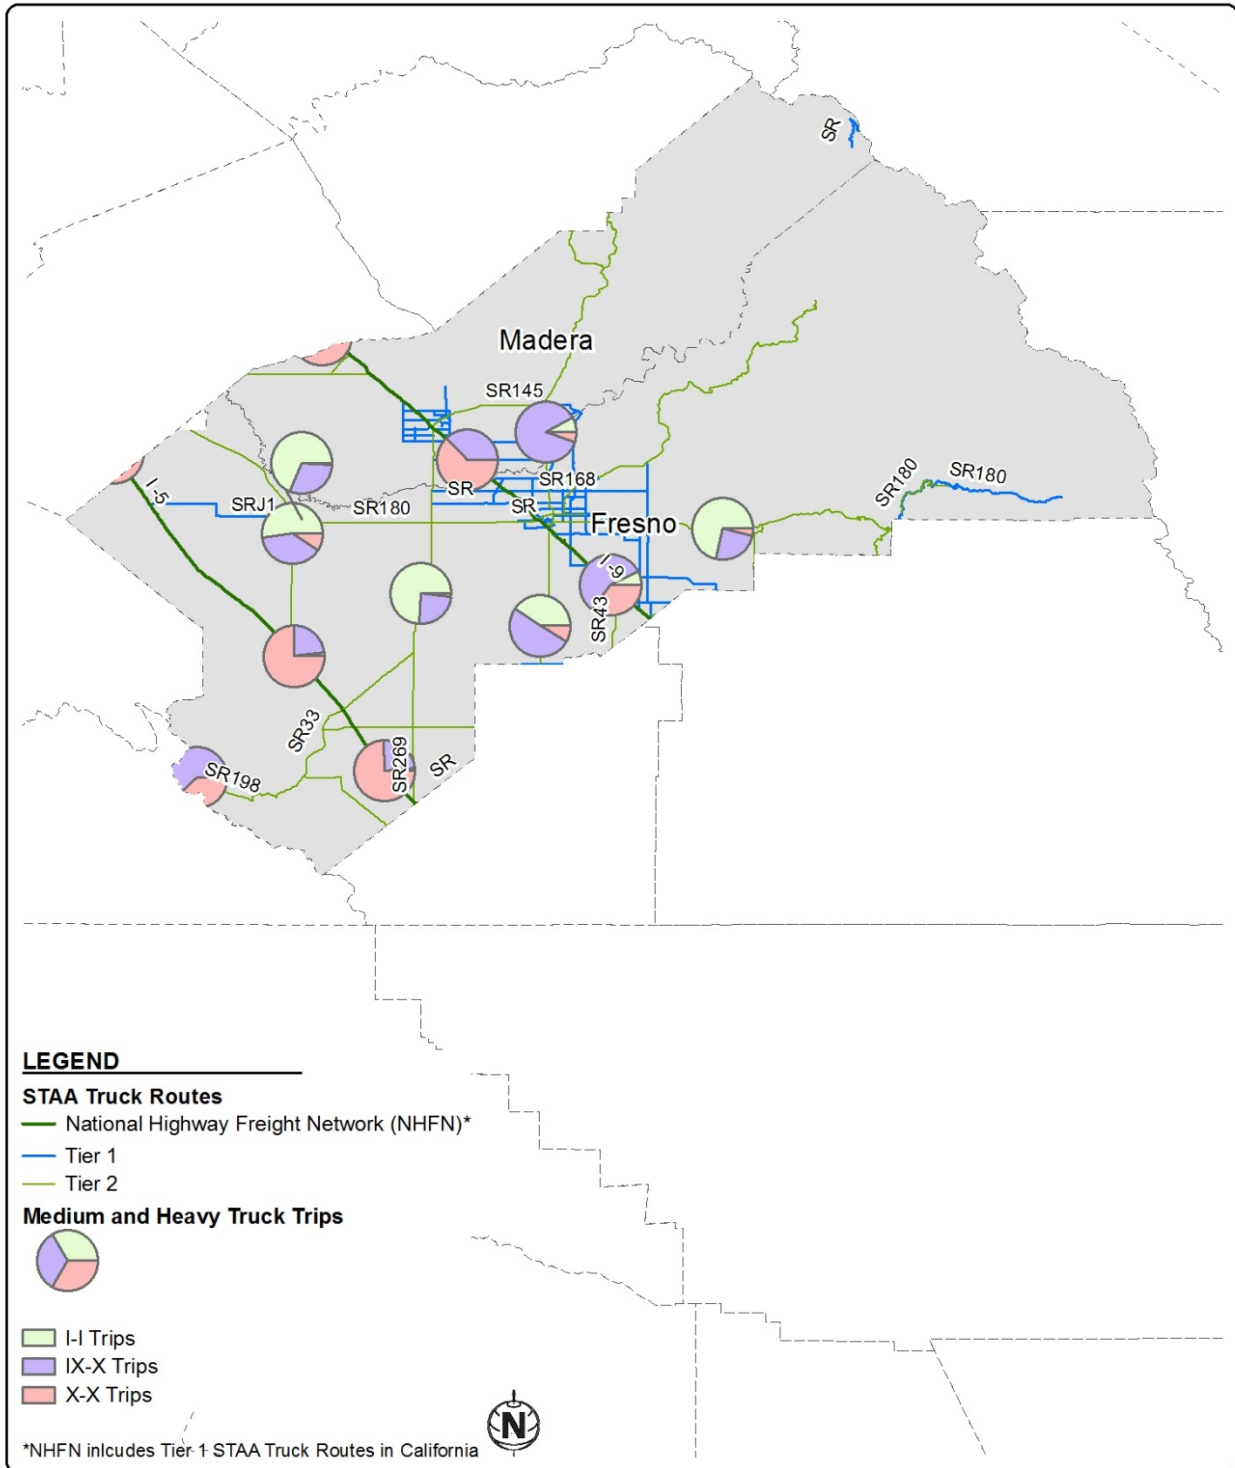 SR
Madera
SR145
SR168
SR180
SR180
I-5
SRJ1
SR180
SR
SR
Fresno
I-9
SR43
SR33
SR269
SR
SR198
LEGEND
STAA Truck Routes
National Highway Freight Network (NHFN)*
Tier 1
Tier 2
Medium and Heavy Truck Trips
I-I Trips
IX-X Trips
X-X Trips
N
*NHFN inlcudes Tier 1 STAA Truck Routes in California